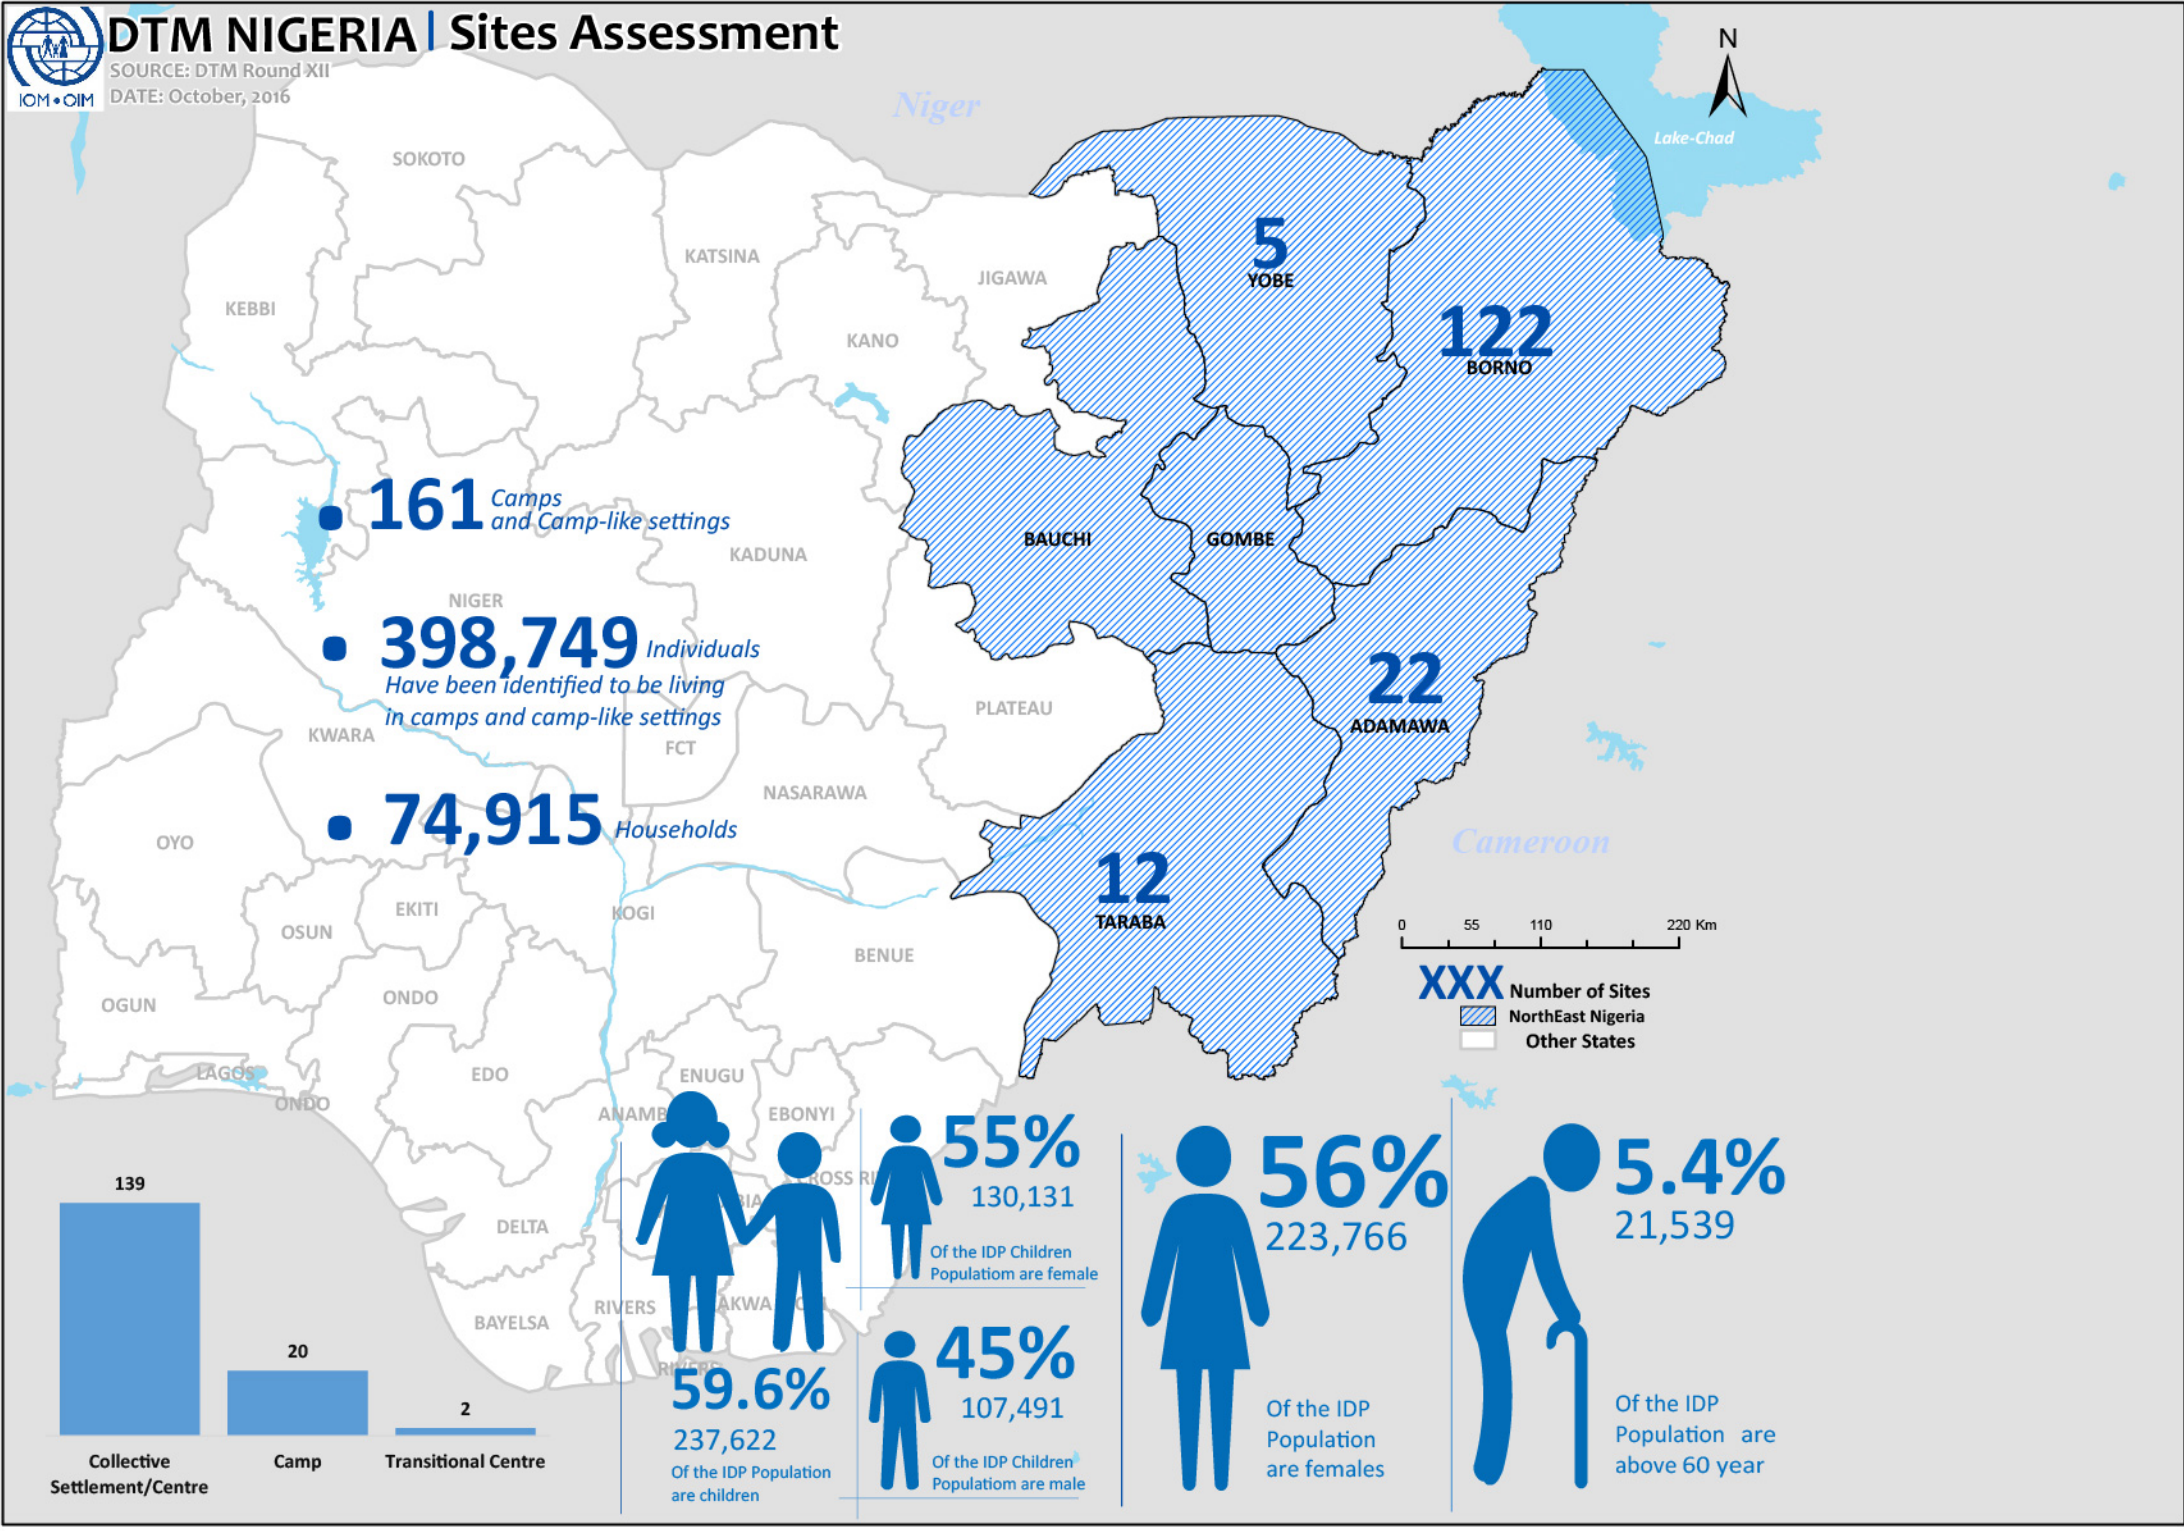 DTM NIGERIA | Sites Assessment
SOURCE: DTM Round XII
DATE: October, 2016
IOM • OIM
N
Niger
Lake-Chad
SOKOTO
KATSINA
JIGAWA
KEBBI
KANO
5
YOBE
122
BORNO
161 Camps
and Camp-like settings
KADUNA
BAUCHI
GOMBE
NIGER
398,749 Individuals
Have been identified to be living
in camps and camp-like settings
KWARA
FCT
PLATEAU
22
ADAMAWA
NASARAWA
74,915 Households
OYO
Cameroon
12
TARABA
EKITI
OSUN
KOGI
BENUE
0 55 110 220 Km
XXX Number of Sites
NorthEast Nigeria
Other States
OGUN
ONDO
LAGOS
EDO
ENUGU
ONDO
ANAMB
EBONYI
ROSS RI
BIA
DELTA
RIVERS
AKWA
BAYELSA
RIVERS
139
20
2
Collective
Settlement/Centre
Camp
Transitional Centre
59.6%
237,622
Of the IDP Population
are children
55%
130,131
Of the IDP Children
Populatiom are female
45%
107,491
Of the IDP Children
Populatiom are male
56%
223,766
Of the IDP
Population
are females
5.4%
21,539
Of the IDP
Population are
above 60 year